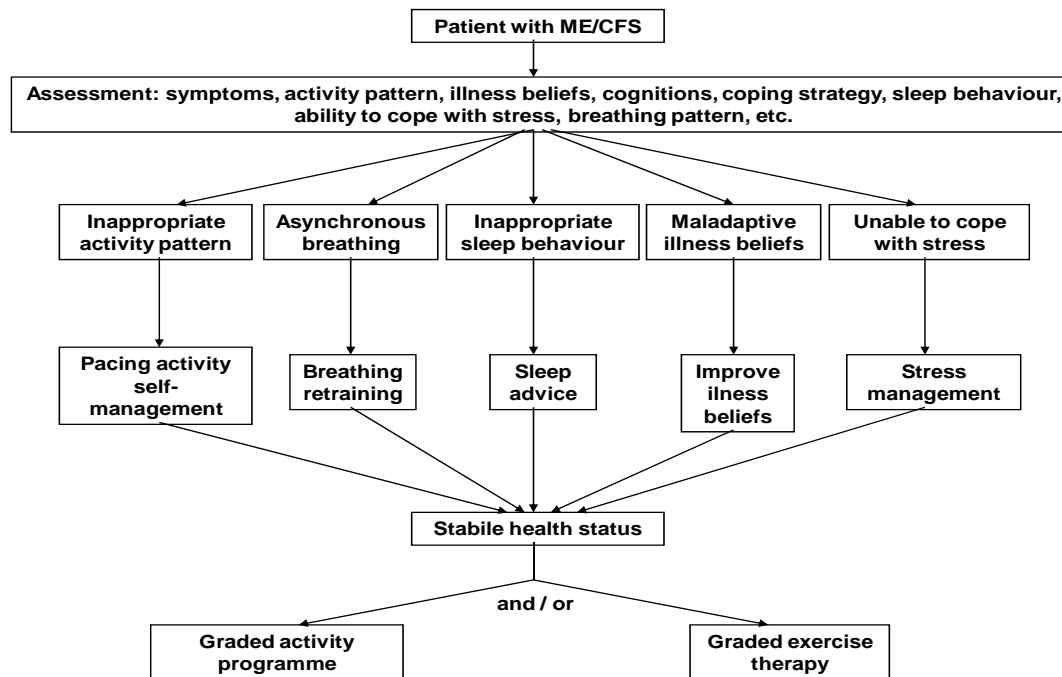 Patient with ME/CFS
Assessment: symptoms, activity pattern, illness beliefs, cognitions, coping strategy, sleep behaviour,
ability to cope with stress, breathing pattern, etc.
Inappropriate
activity pattern
Asynchronous
breathing
Inappropriate
sleep behaviour
Maladaptive
illness beliefs
Unable to cope
with stress
Pacing activity
self-
management
Breathing
retraining
Sleep
advice
Improve
ilness
beliefs
Stress
management
Stabile health status
and / or
Graded activity
programme
Graded exercise
therapy